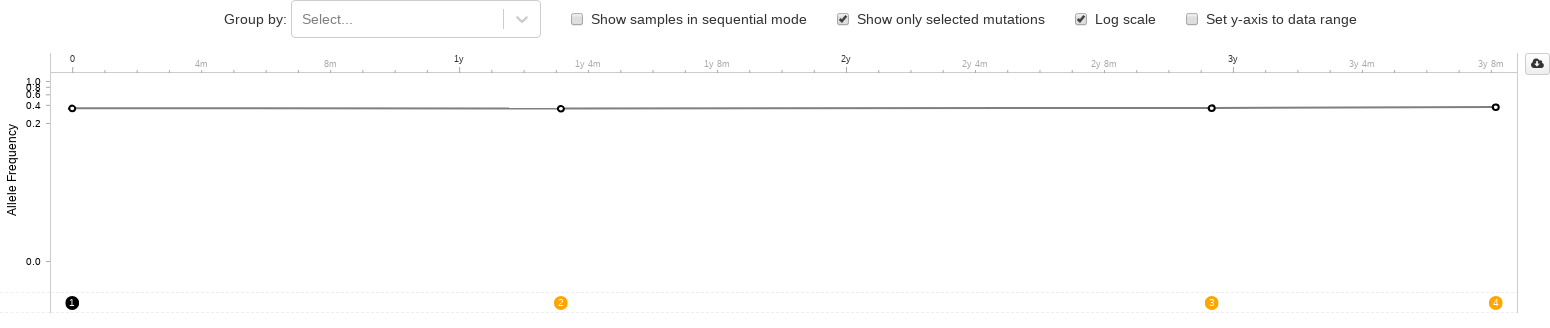 Group by: Select... Show samples in sequential mode Show only selected mutations Log scale Set y-axis to data range
0 4m 8m 1y 1y 4m 1y 8m 2y 2y 4m 2y 8m 3y 3y 4m 3y 8m
1.0
0.8
0.6
0.4
0.2
Allele Frequency
0.0
1 2 3 4